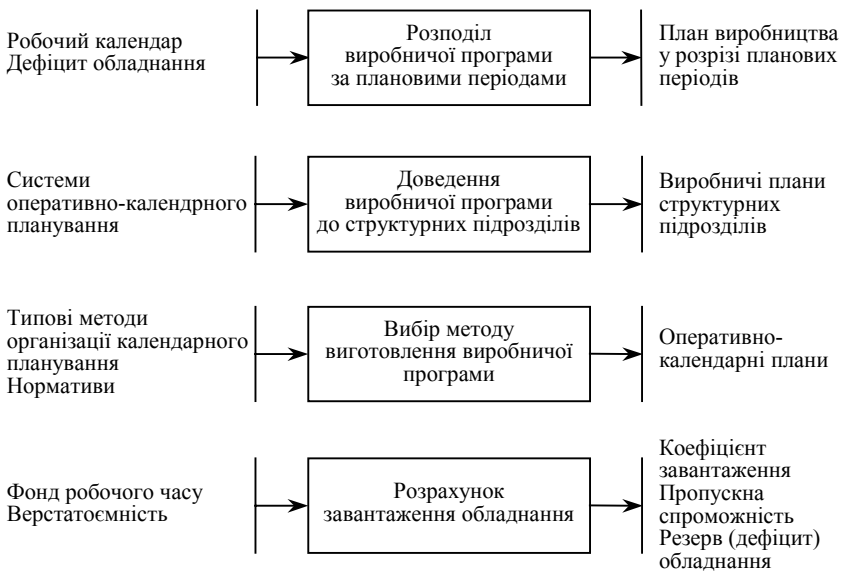 Робочий календар
Дефіцит обладнання
Розподіл
виробничої програми
за плановими періодами
План виробництва
у розрізі планових
періодів
Системи
оперативно-календрного
планування
Доведення
виробничої програми
до структурних підрозділів
Виробничі плани
структурних
підрозділів
Типові методи
організації календарного
планування
Нормативи
Вибір методу
виготовлення виробничої
програми
Оперативно-
календарні плани
Фонд робочого часу
Верстатоємність
Розрахунок
завантаження обладнання
Коефіцієнт
завантаження
Пропускна
спроможність
Резерв (дефіцит)
обладнання